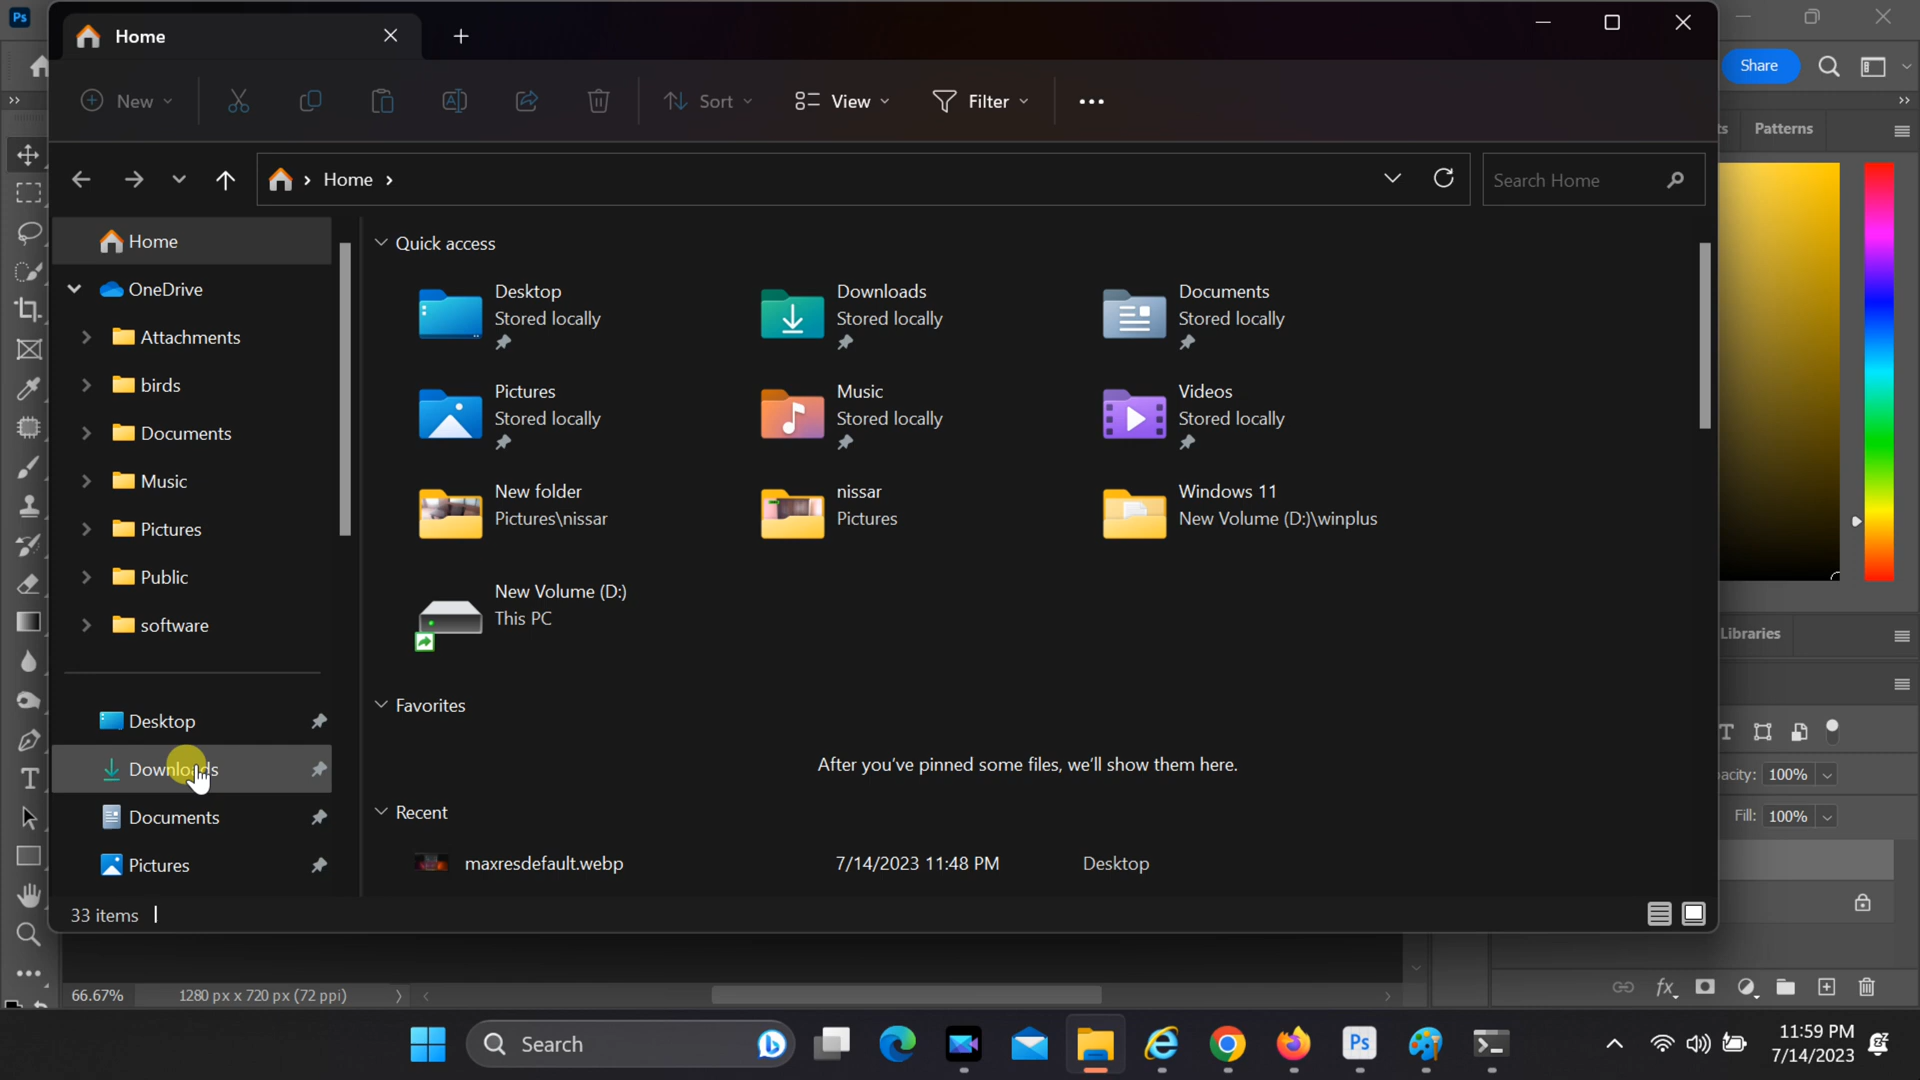 Ps
Home
Share
New
Sort
View
Filter
Patterns
Home
Search Home
Home
OneDrive
Attachments
birds
Documents
Music
Pictures
Public
software
Desktop
Downloads
Documents
Pictures
33 items
Quick access
Desktop
Stored locally
Downloads
Stored locally
Documents
Stored locally
Pictures
Stored locally
Music
Stored locally
Videos
Stored locally
New folder
Pictures\nissar
nissar
Pictures
Windows 11
New Volume (D:)\winplus
New Volume (D:)
This PC
Favorites
After you've pinned some files, we'll show them here.
Recent
maxresdefault.webp 7/14/2023 11:48 PM Desktop
Libraries
100%
Fill: 100%
fx
66.67% 1280 px x 720 px (72 ppi)
Search
Ps
11:59 PM
7/14/2023